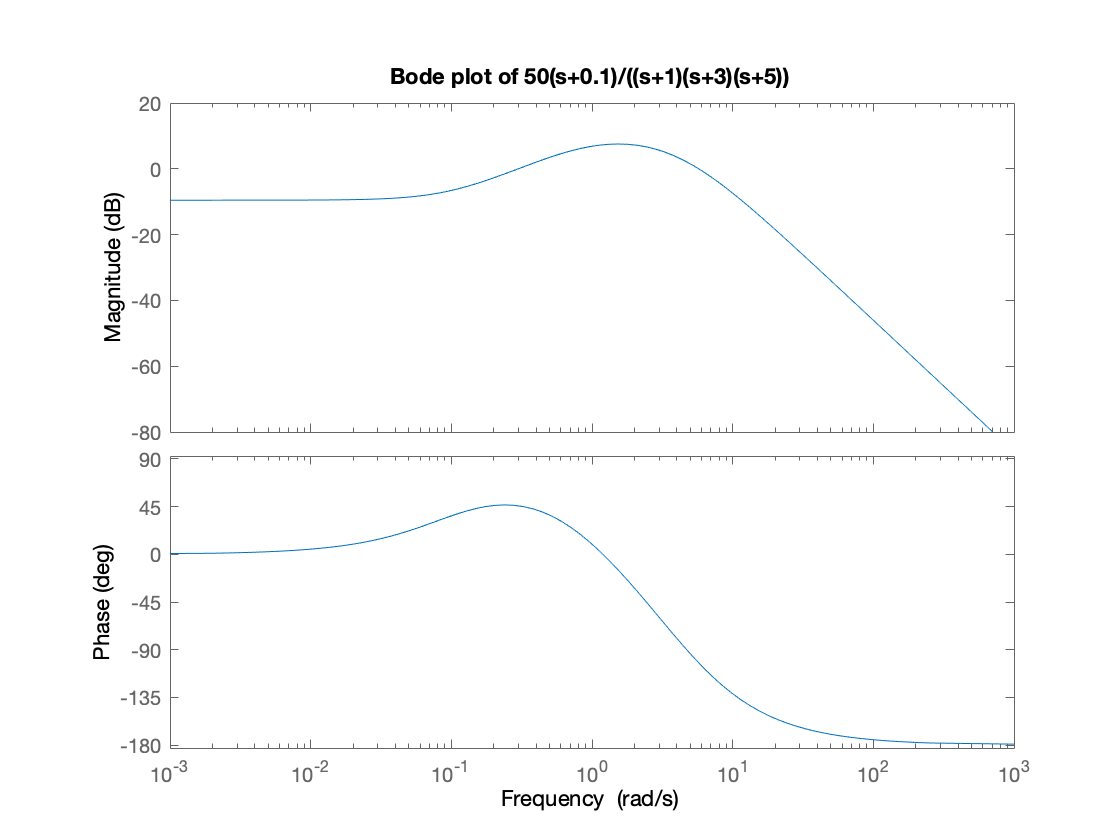 Bode plot of 50(s+0.1)/((s+1)(s+3)(s+5))
20
0
-20
-40
-60
-80
Magnitude (dB)
90
45
0
-45
-90
-135
-180
Phase (deg)
10^-3 10^-2 10^-1 10^0 10^1 10^2 10^3
Frequency (rad/s)